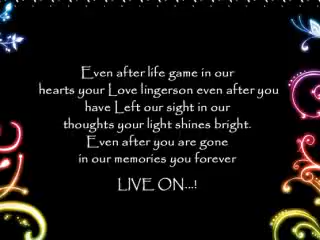 Even after life game in our
hearts your Love lingerson even after you
have Left our sight in our
thoughts your light shines bright.
Even after you are gone
in our memories you forever
LIVE ON...!